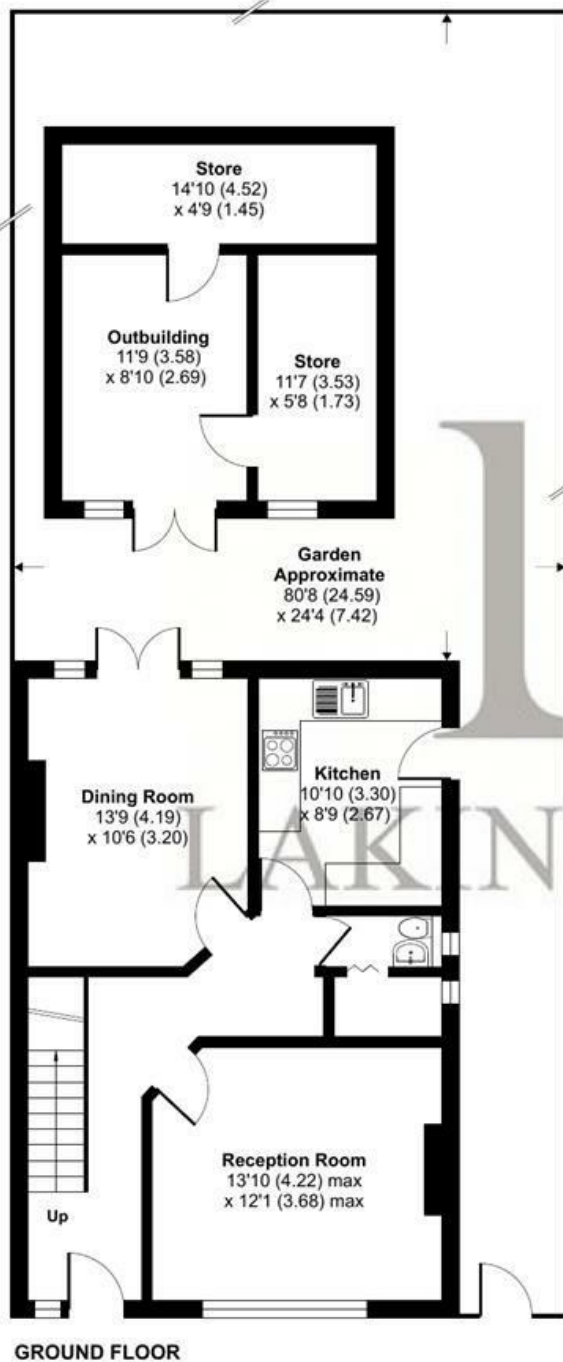 Store
14'10 (4.52)
x 4'9 (1.45)
Outbuilding
11'9 (3.58)
x 8'10 (2.69)
Store
11'7 (3.53)
x 5'8 (1.73)
Garden
Approximate
80'8 (24.59)
x 24'4 (7.42)
Kitchen
10'10 (3.30)
x 8'9 (2.67)
Dining Room
13'9 (4.19)
x 10'6 (3.20)
LAKIN
Reception Room
13'10 (4.22) max
x 12'1 (3.68) max
Up
GROUND FLOOR